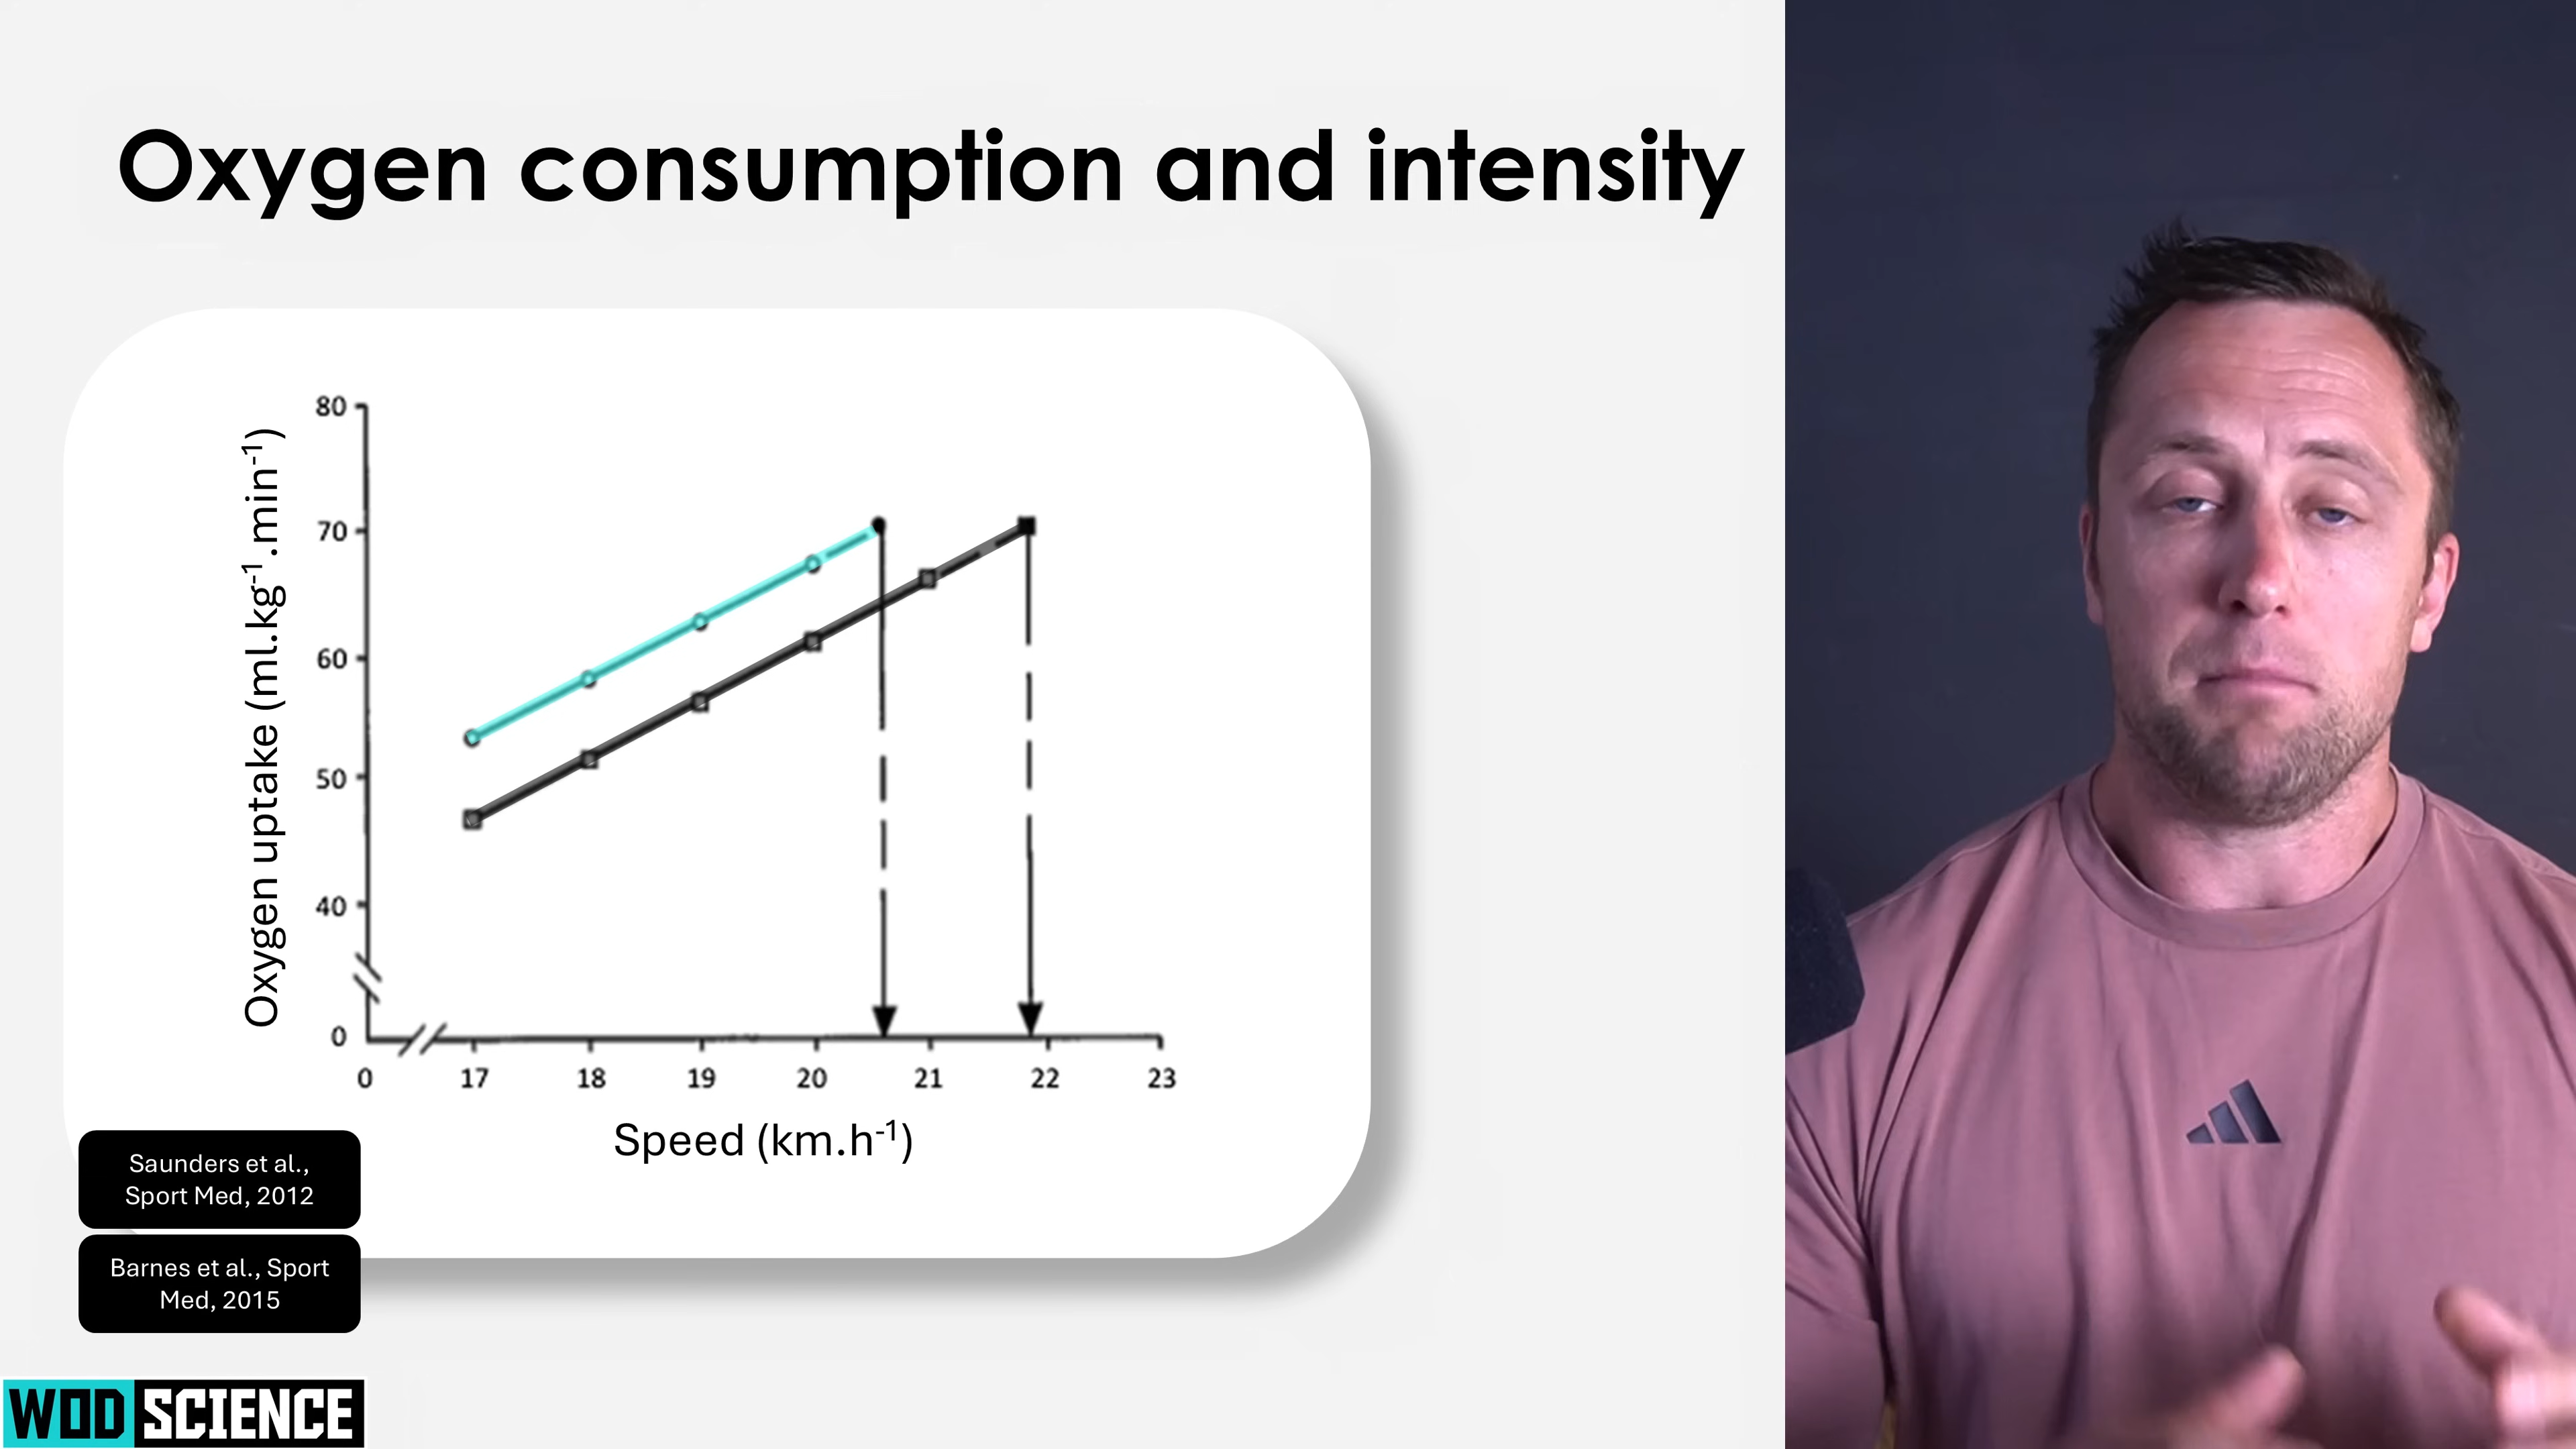 Oxygen consumption and intensity
80
70
60
50
40
0
Oxygen uptake (ml.kg-1.min-1)
0 17 18 19 20 21 22 23
Speed (km.h-1)
Saunders et al.,
Sport Med, 2012
Barnes et al., Sport
Med, 2015
WOD SCIENCE